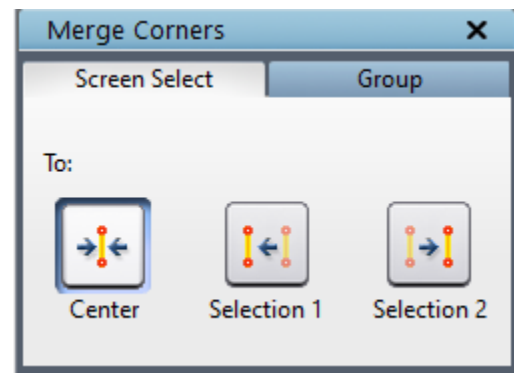 Merge Corners
Screen Select Group
To:
Center Selection 1 Selection 2